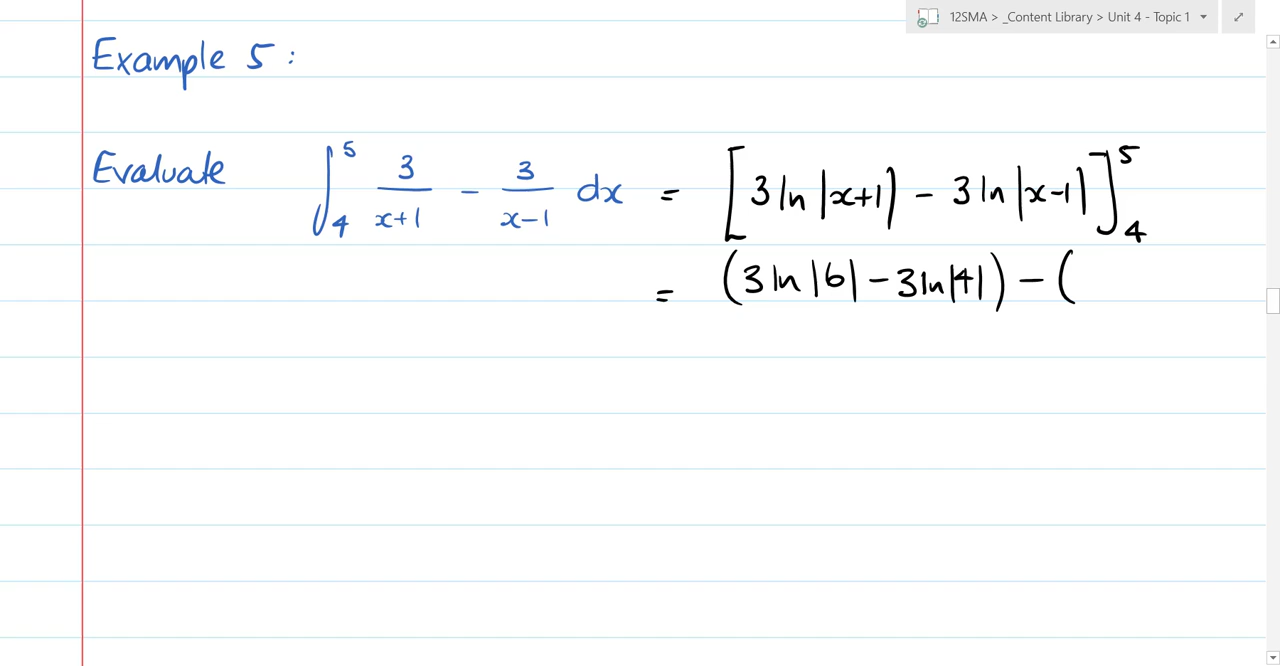 12SMA > _Content Library > Unit 4 - Topic 1
Example 5 :
Evaluate ∫₄⁵ 3/(x+1) − 3/(x−1) dx = [3 ln |x+1| − 3 ln |x−1|]₄⁵
= (3 ln |6| − 3 ln |4|) − (